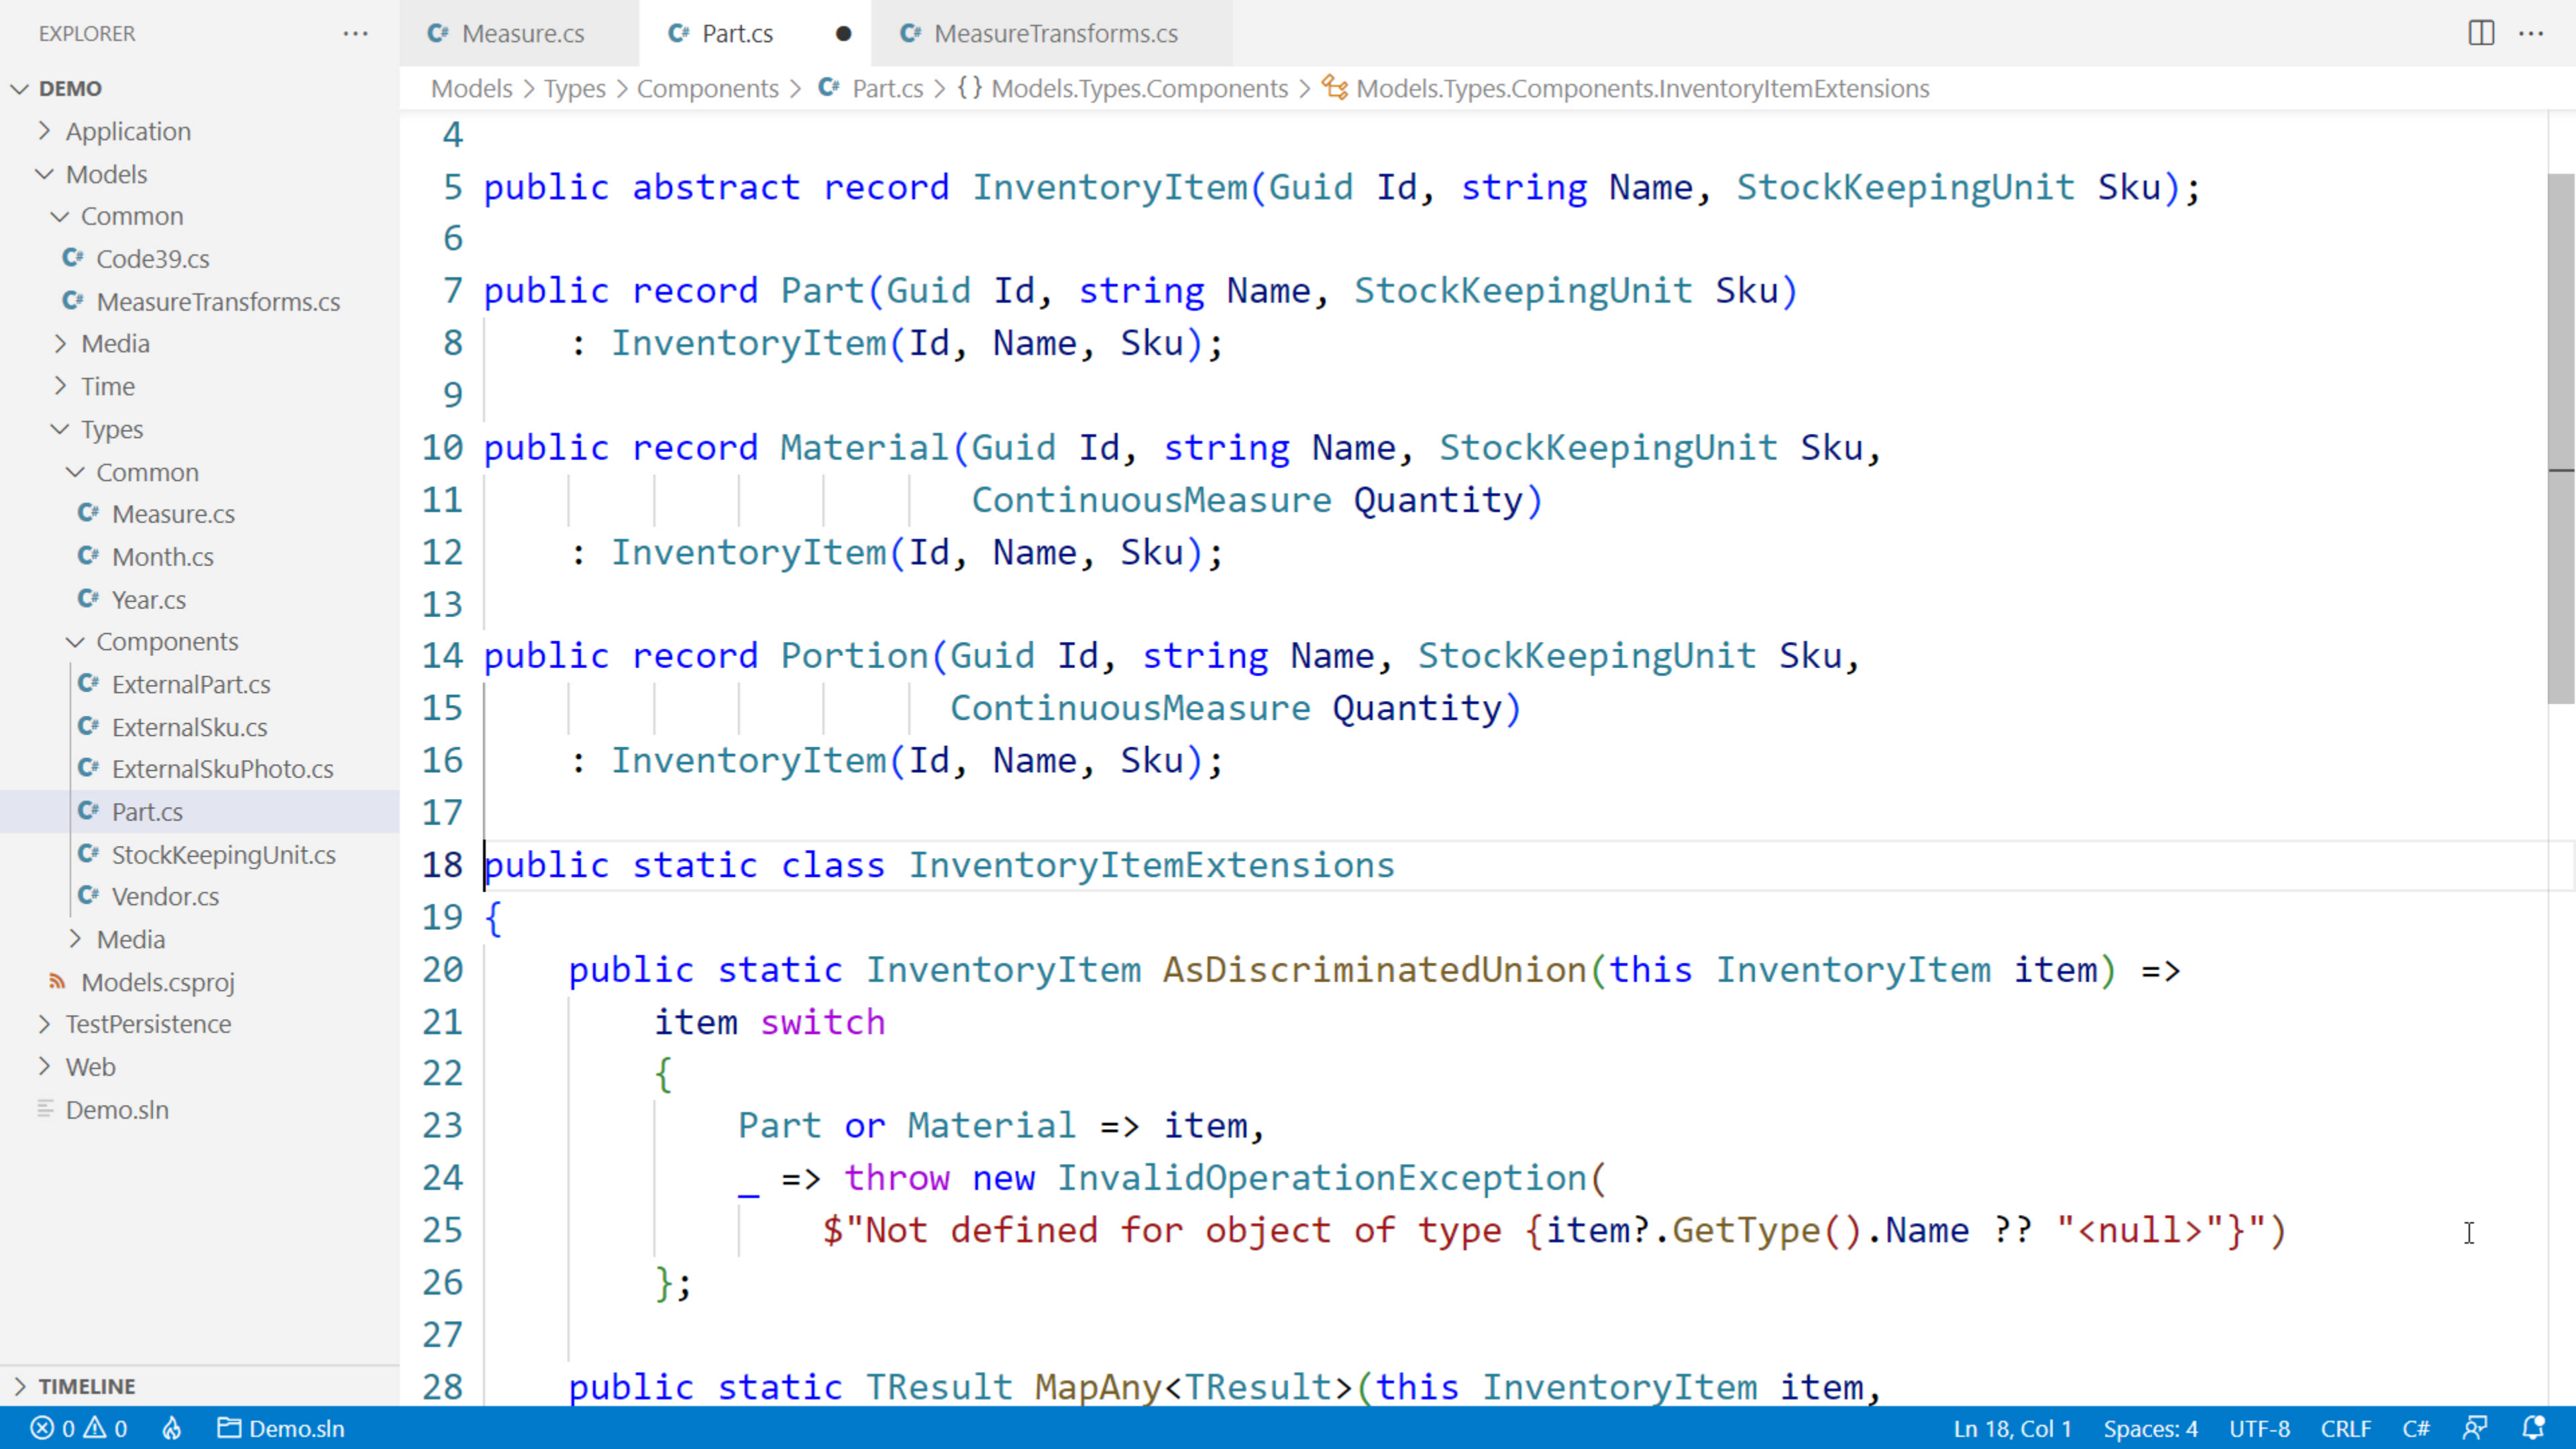 EXPLORER
DEMO
Application
Models
Common
Code39.cs
MeasureTransforms.cs
Media
Time
Types
Common
Measure.cs
Month.cs
Year.cs
Components
ExternalPart.cs
ExternalSku.cs
ExternalSkuPhoto.cs
Part.cs
StockKeepingUnit.cs
Vendor.cs
Media
Models.csproj
TestPersistence
Web
Demo.sln
TIMELINE
Measure.cs Part.cs MeasureTransforms.cs
Models > Types > Components > Part.cs > {} Models.Types.Components > Models.Types.Components.InventoryItemExtensions
4
5 public abstract record InventoryItem(Guid Id, string Name, StockKeepingUnit Sku);
6
7 public record Part(Guid Id, string Name, StockKeepingUnit Sku)
8 : InventoryItem(Id, Name, Sku);
9
10 public record Material(Guid Id, string Name, StockKeepingUnit Sku,
11 ContinuousMeasure Quantity)
12 : InventoryItem(Id, Name, Sku);
13
14 public record Portion(Guid Id, string Name, StockKeepingUnit Sku,
15 ContinuousMeasure Quantity)
16 : InventoryItem(Id, Name, Sku);
17
18 public static class InventoryItemExtensions
19 {
20 public static InventoryItem AsDiscriminatedUnion(this InventoryItem item) =>
21 item switch
22 {
23 Part or Material => item,
24 _ => throw new InvalidOperationException(
25 $"Not defined for object of type {item?.GetType().Name ?? "<null>"}")
26 };
27
28 public static TResult MapAny<TResult>(this InventoryItem item,
0 0 Demo.sln Ln 18, Col 1 Spaces: 4 UTF-8 CRLF C#